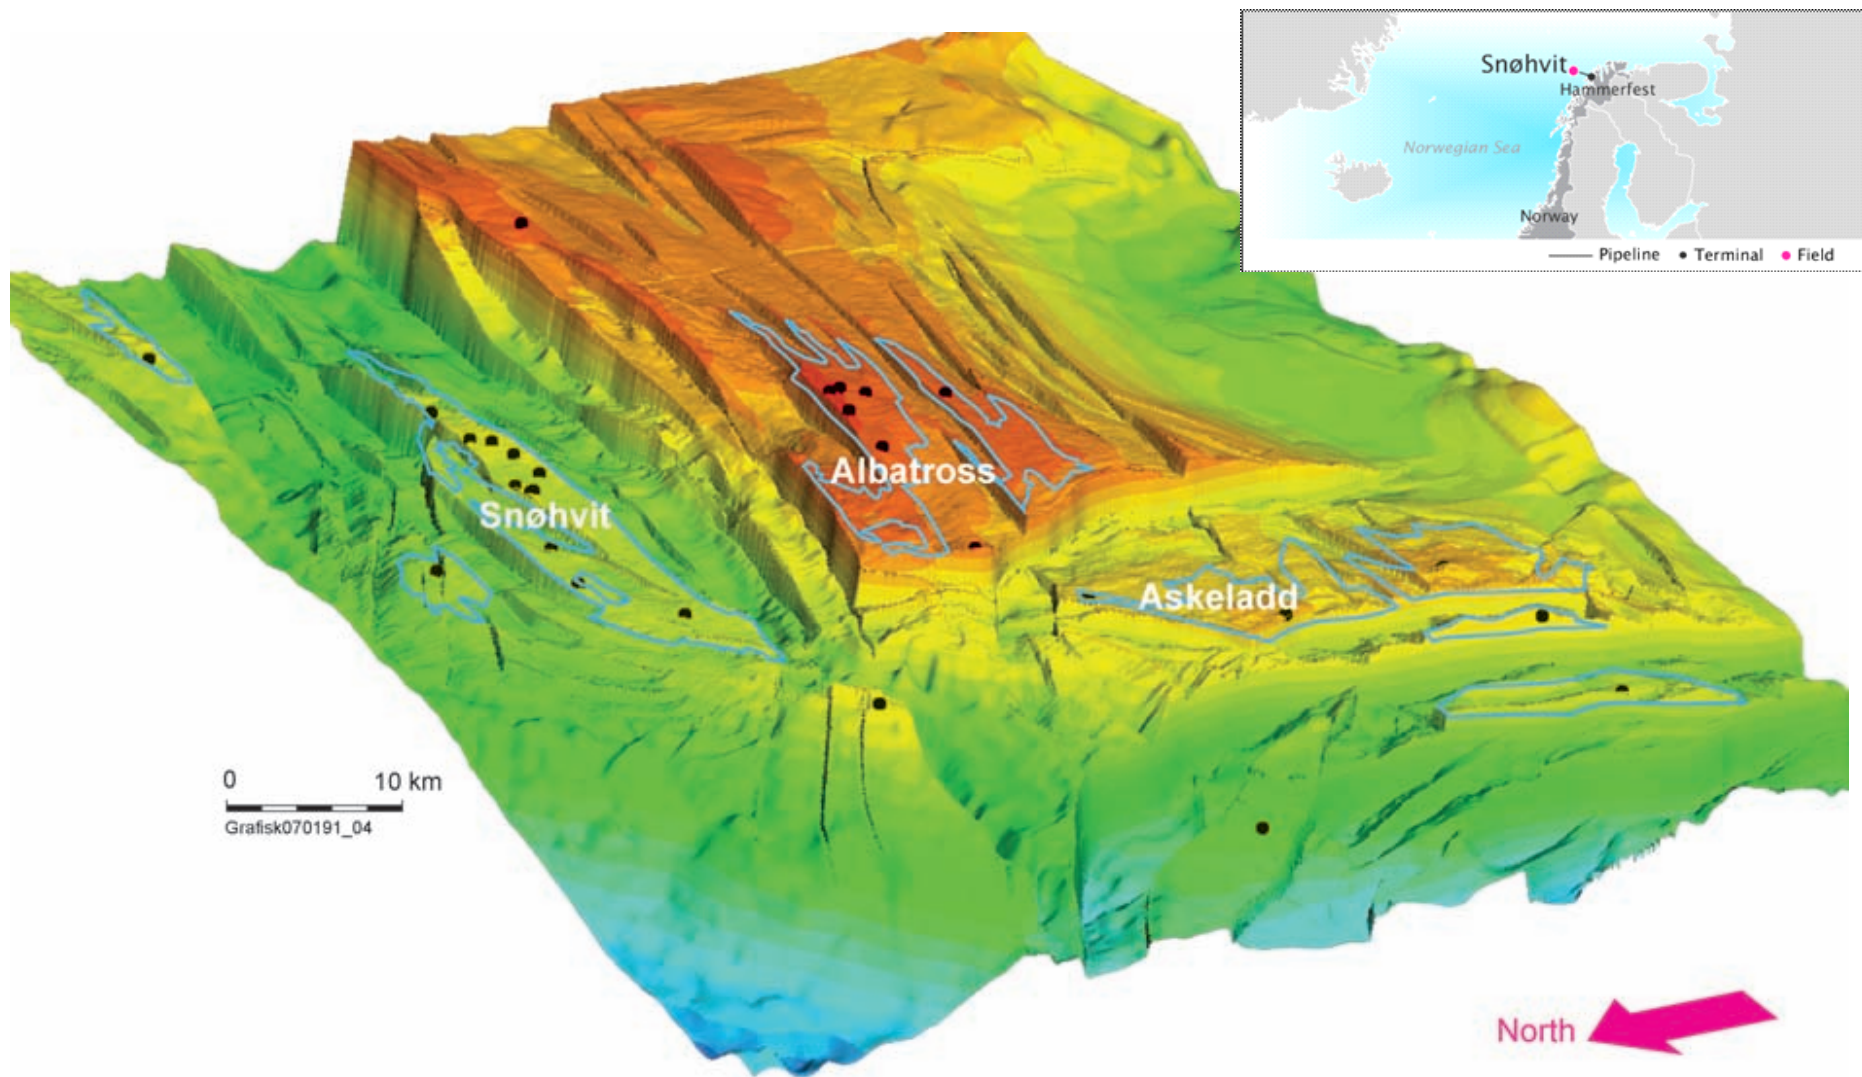 Snøhvit
Hammerfest
Norwegian Sea
Norway
Pipeline Terminal Field
Albatross
Snøhvit
Askeladd
0 10 km
Grafisk070191_04
North